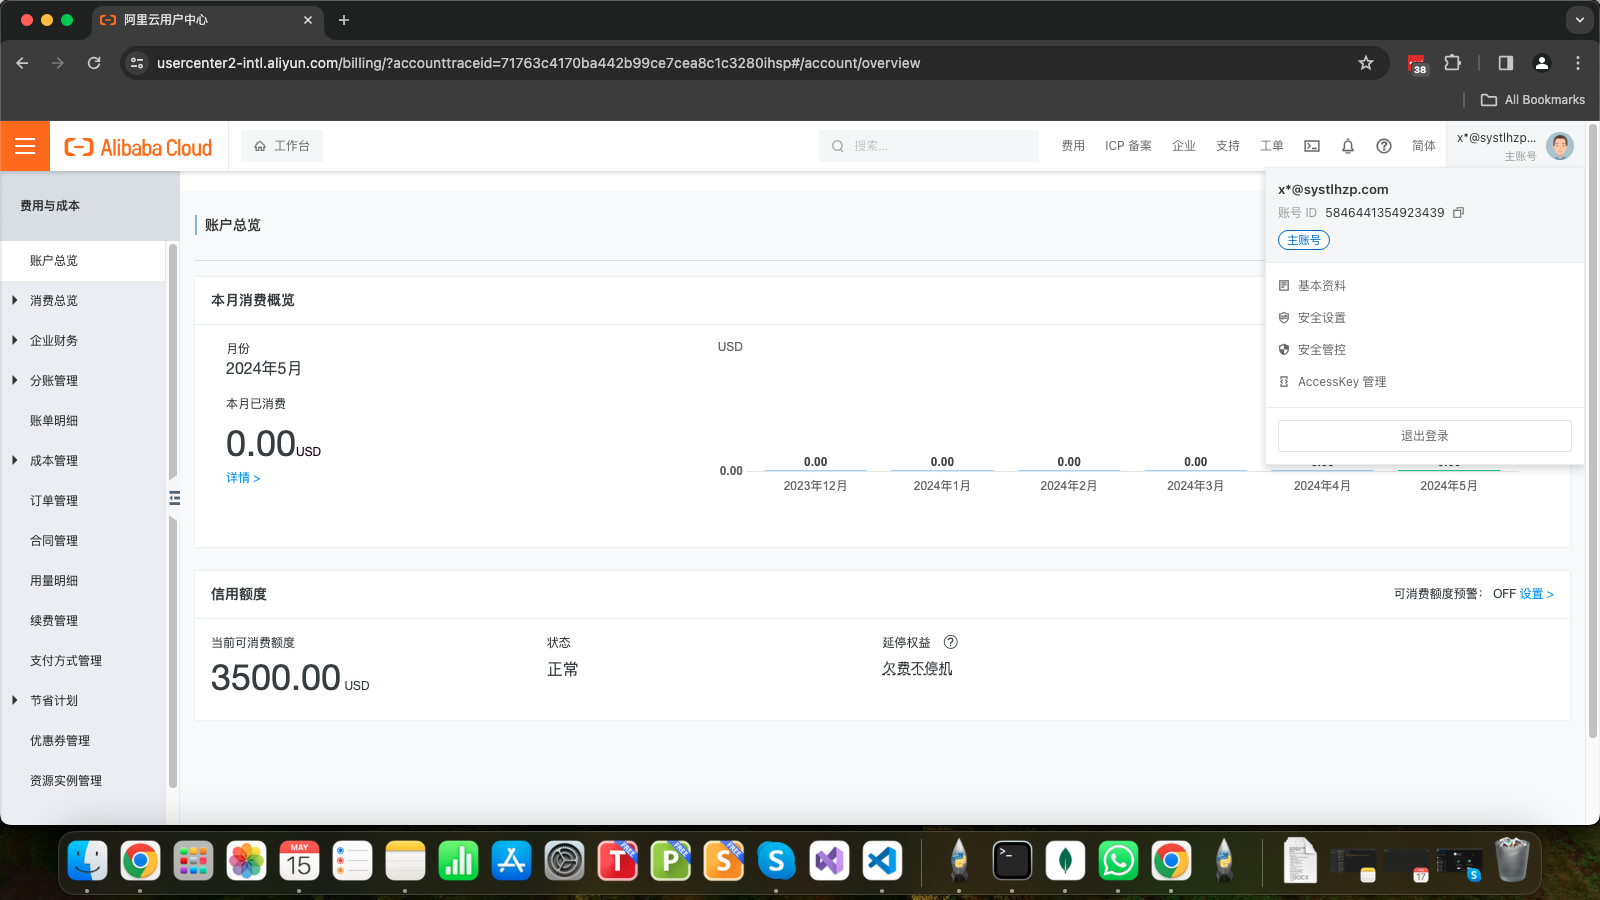 阿里云用户中心
usercenter2-intl.aliyun.com/billing/?accounttraceid=71763c4170ba442b99ce7cea8c1c3280ihsp#/account/overview
38
All Bookmarks
Alibaba Cloud
工作台
搜索...
费用
ICP 备案
企业
支持
工单
简体
x*@systlhzp...
主账号
x*@systlhzp.com
账号 ID 5846441354923439
主账号
基本资料
安全设置
安全管控
AccessKey 管理
退出登录
费用与成本
账户总览
消费总览
企业财务
分账管理
账单明细
成本管理
订单管理
合同管理
用量明细
续费管理
支付方式管理
节省计划
优惠券管理
资源实例管理
账户总览
本月消费概览
月份
2024年5月
本月已消费
0.00USD
详情 >
USD
0.00
0.00 0.00 0.00 0.00
2023年12月 2024年1月 2024年2月 2024年3月 2024年4月 2024年5月
信用额度
可消费额度预警： OFF 设置 >
当前可消费额度
3500.00 USD
状态
正常
延停权益
欠费不停机
MAY
15
FREE
T
FREE
P
FREE
S
S
DOCX
17
S